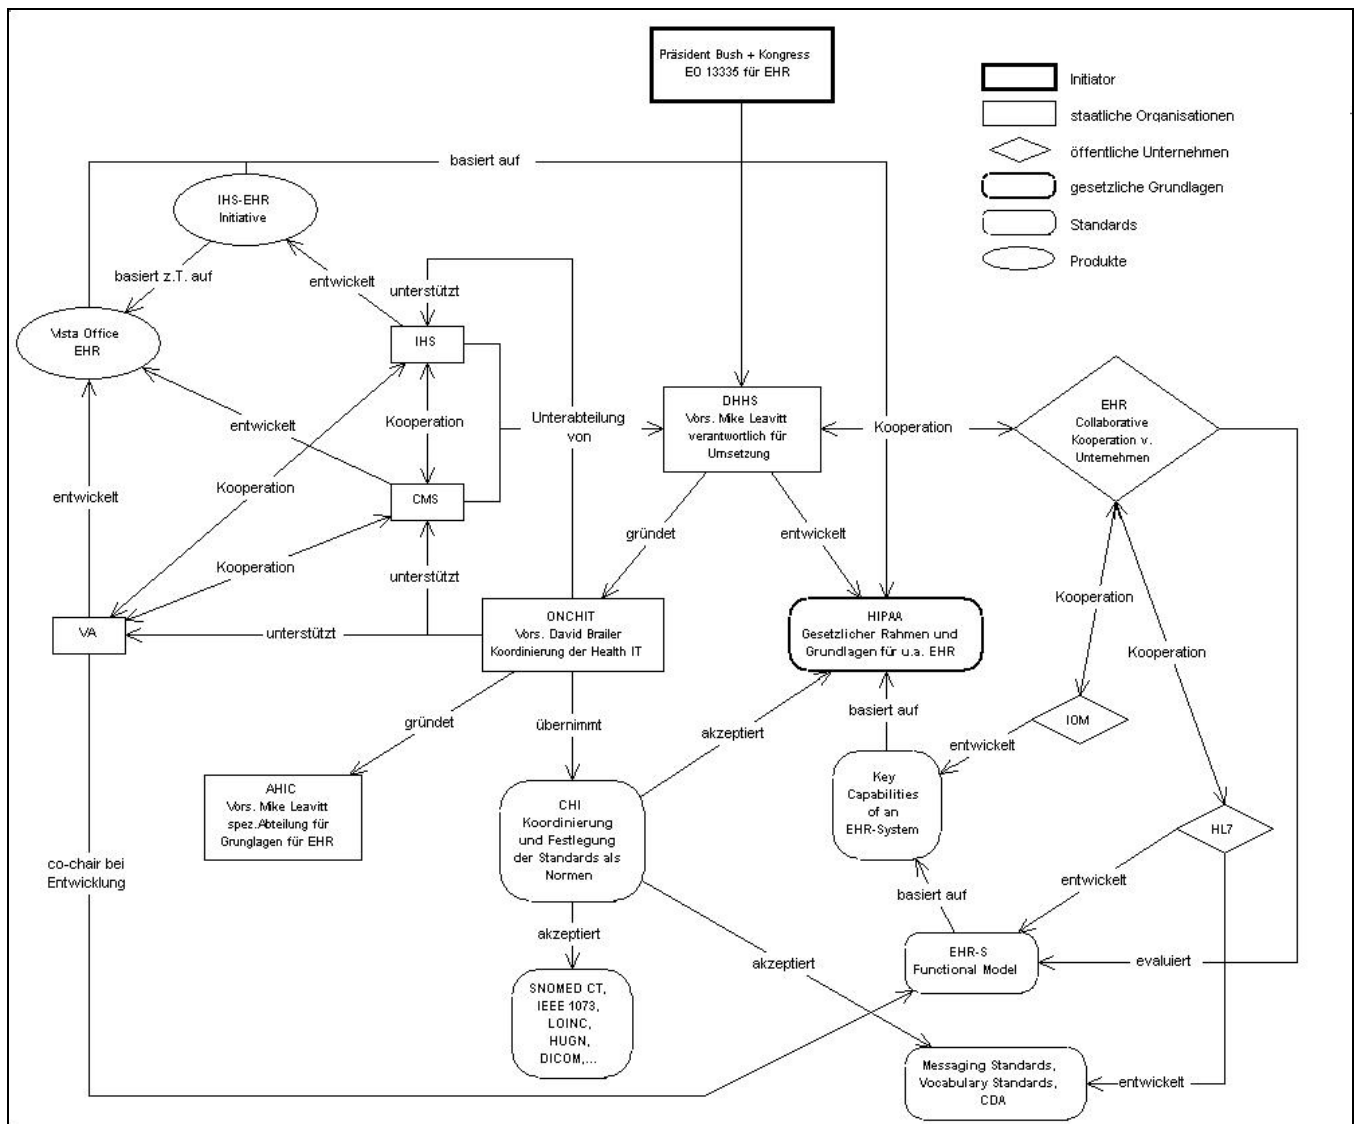 Präsident Bush + Kongress
EO 13335 für EHR
Initiator
staatliche Organisationen
öffentliche Unternehmen
gesetzliche Grundlagen
Standards
Produkte
basiert auf
IHS-EHR
Initiative
basiert z.T. auf
entwickelt
unterstützt
Vista Office
EHR
IHS
DHHS
Vors. Mike Leavitt
verantwortlich für
Umsetzung
EHR
Collaborative
Kooperation v.
Unternehmen
Unterabteilung
von
Kooperation
Kooperation
entwickelt
Kooperation
entwickelt
CMS
gründet
entwickelt
Kooperation
unterstützt
Kooperation
VA
unterstützt
ONCHIT
Vors. David Brailer
Koordinierung der Health IT
HIPAA
Gesetzlicher Rahmen und
Grundlagen für u.a. EHR
Kooperation
gründet
übernimmt
akzeptiert
basiert auf
IOM
entwickelt
AHIC
Vors. Mike Leavitt
spez.Abteilung für
Grunglagen für EHR
CHI
Koordinierung
und Festlegung
der Standards als
Normen
Key
Capabilities
of an
EHR-System
HL7
co-chair bei
Entwicklung
entwickelt
basiert auf
akzeptiert
akzeptiert
EHR-S
Functional Model
evaluiert
SNOMED CT,
IEEE 1073,
LOINC,
HUGN,
DICOM,...
Messaging Standards,
Vocabulary Standards,
CDA
entwickelt